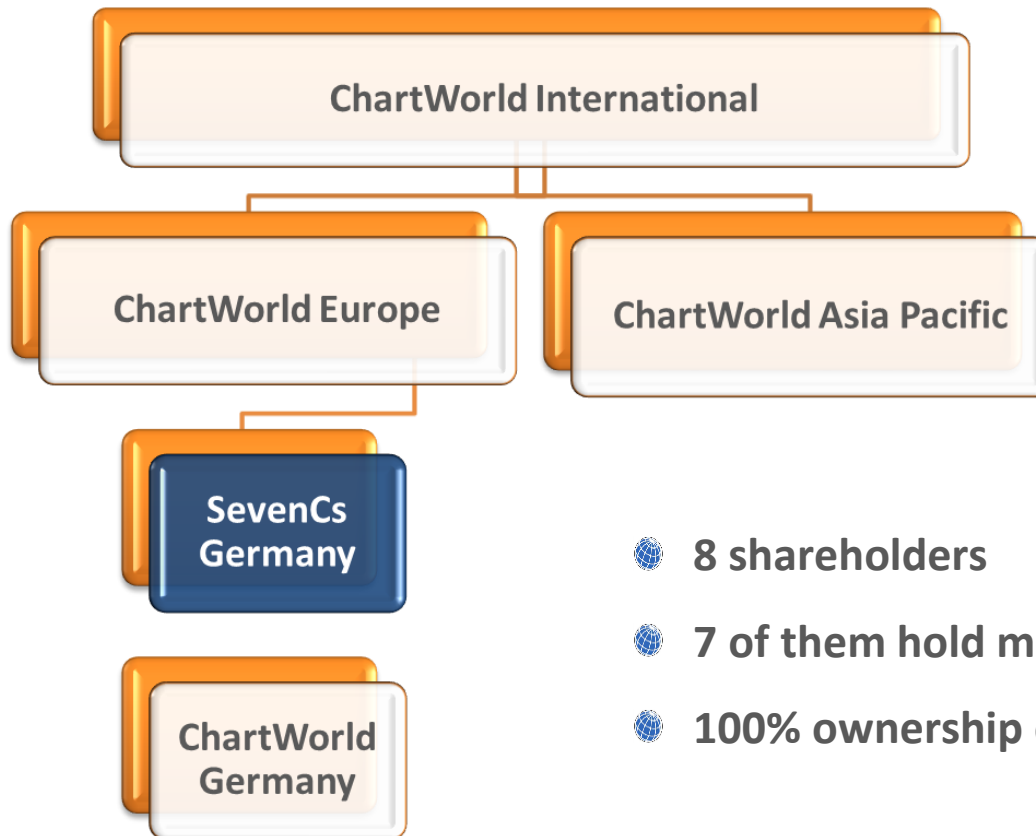 ChartWorld International
ChartWorld Europe
ChartWorld Asia Pacific
SevenCs
Germany
8 shareholders
7 of them hold
100% ownership
ChartWorld
Germany